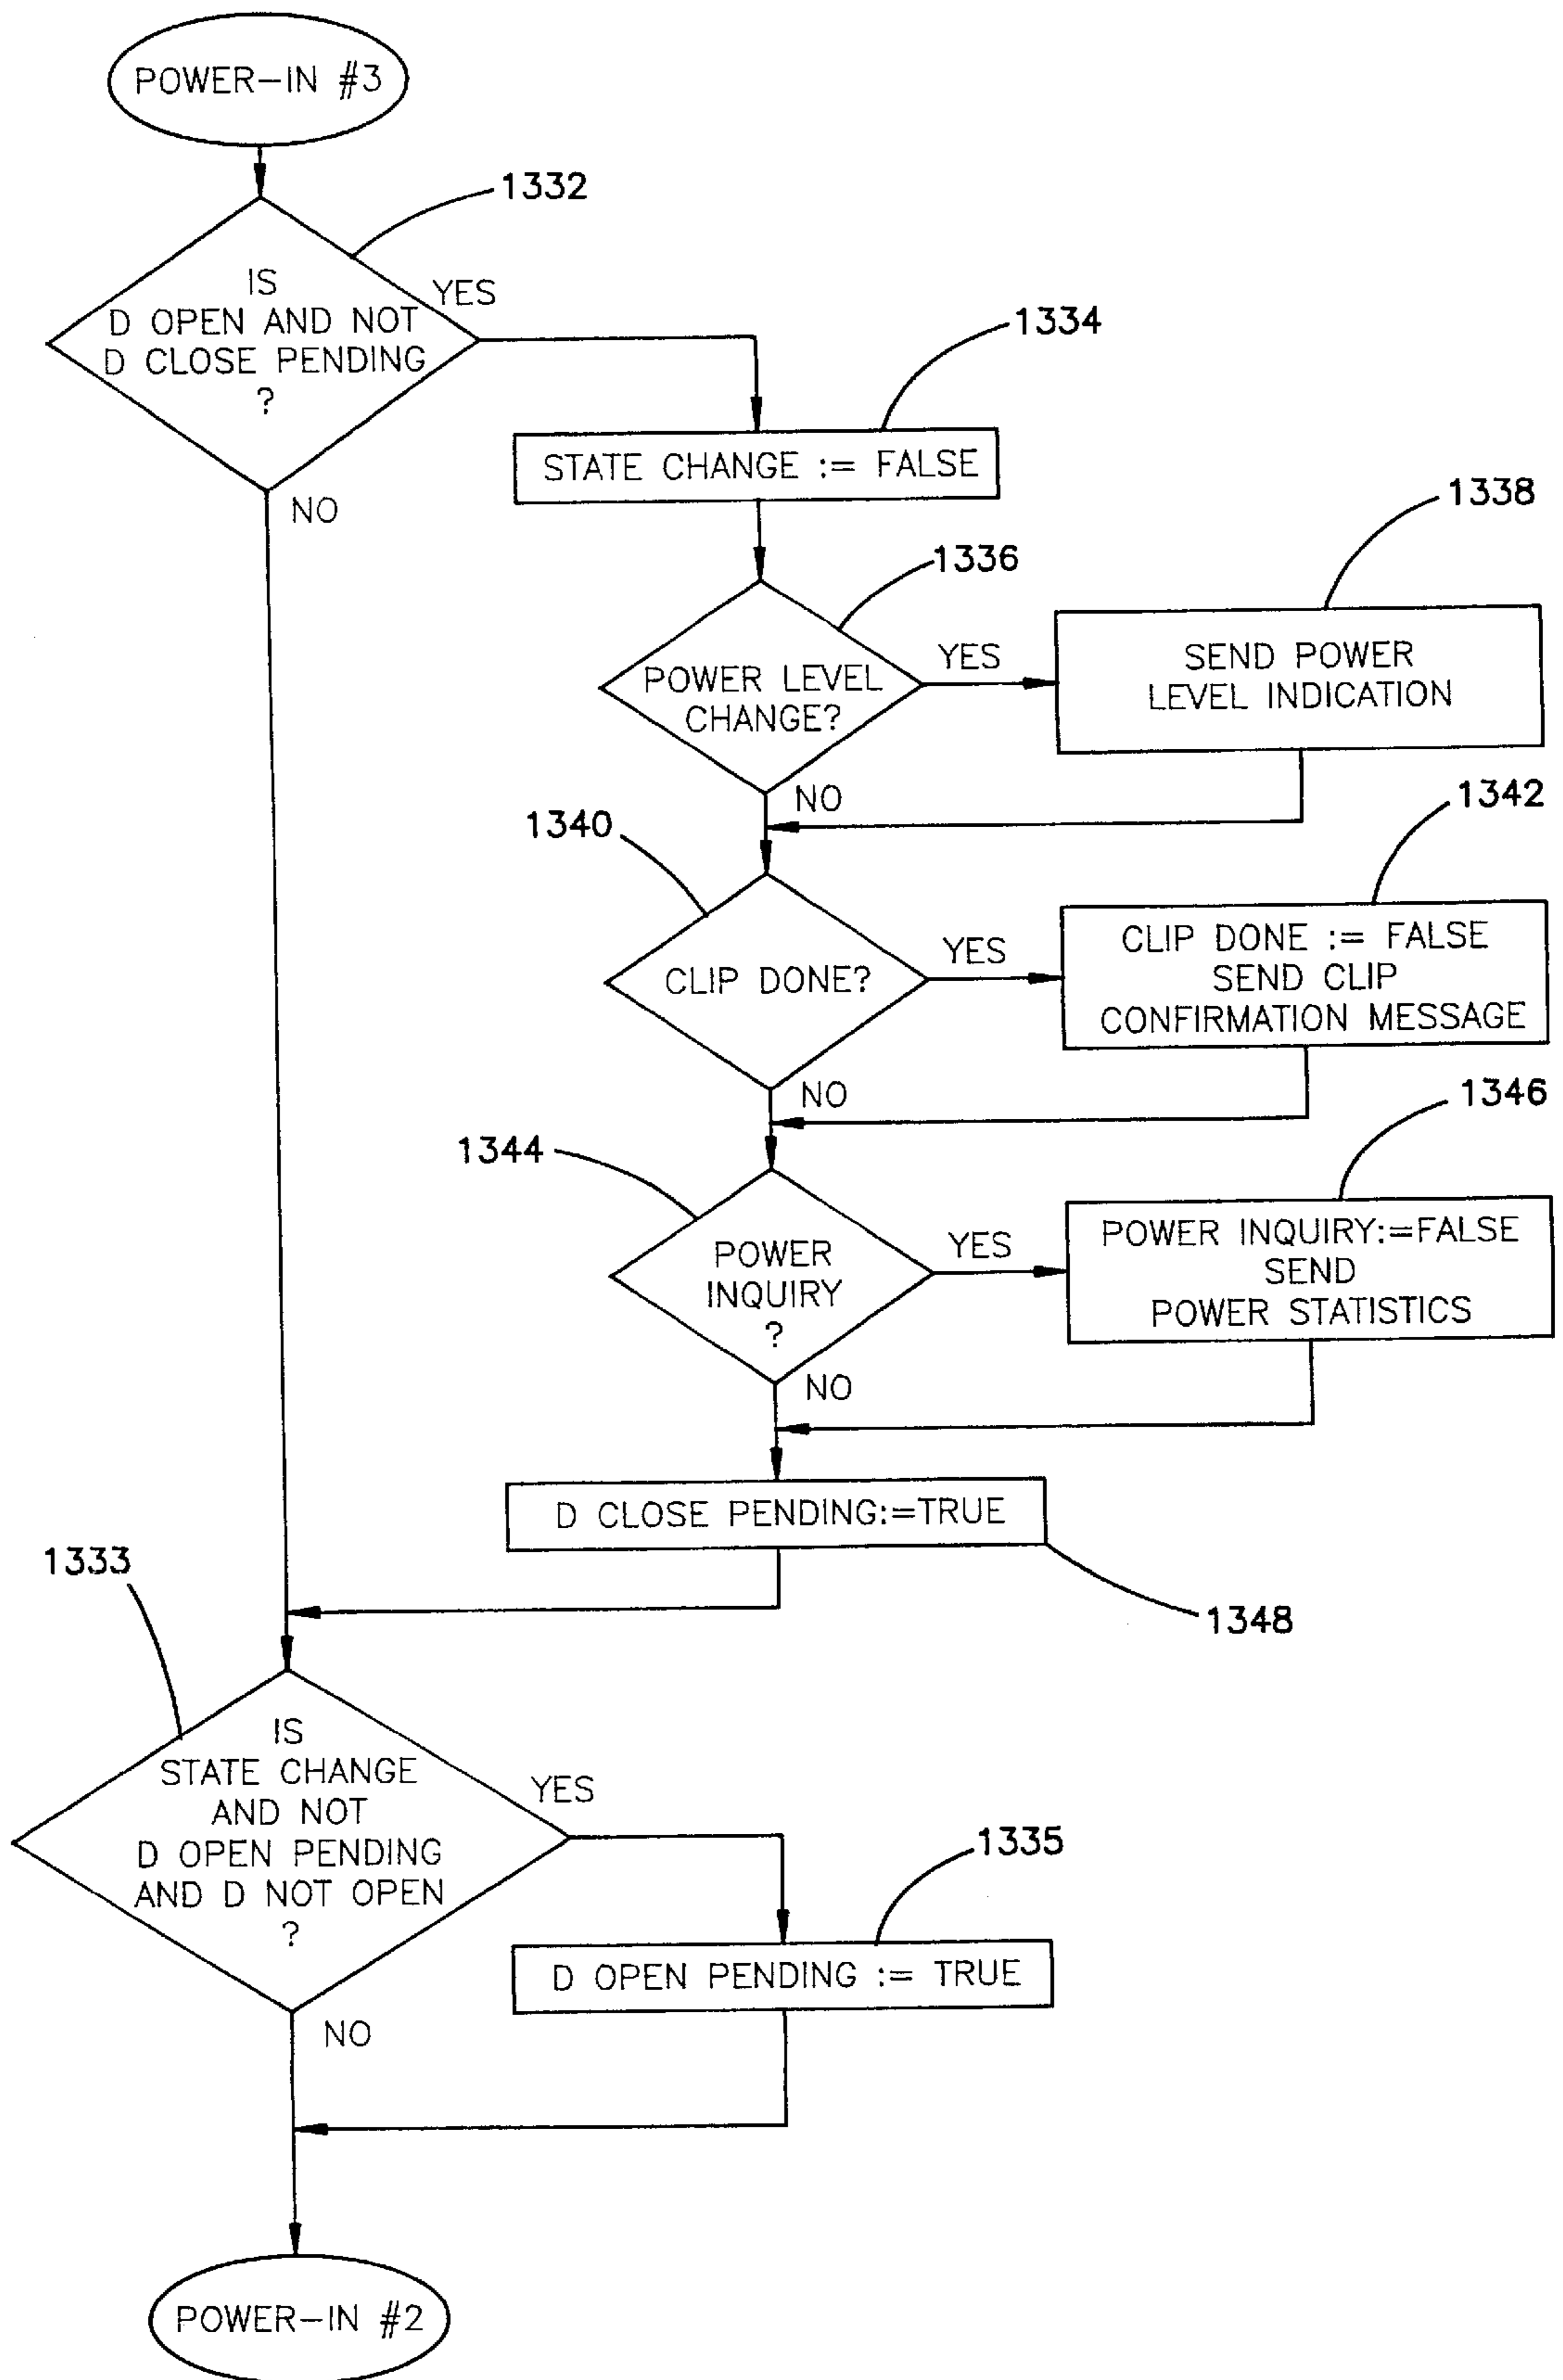 POWER-IN #3
1332
IS
D OPEN AND NOT
D CLOSE PENDING
?
YES
NO
1334
STATE CHANGE := FALSE
1336
POWER LEVEL
CHANGE?
YES
NO
1338
SEND POWER
LEVEL INDICATION
1340
CLIP DONE?
YES
NO
1342
CLIP DONE := FALSE
SEND CLIP
CONFIRMATION MESSAGE
1344
POWER
INQUIRY
?
YES
NO
1346
POWER INQUIRY:=FALSE
SEND
POWER STATISTICS
D CLOSE PENDING:=TRUE
1348
1333
IS
STATE CHANGE
AND NOT
D OPEN PENDING
AND D NOT OPEN
?
YES
NO
1335
D OPEN PENDING := TRUE
POWER-IN #2